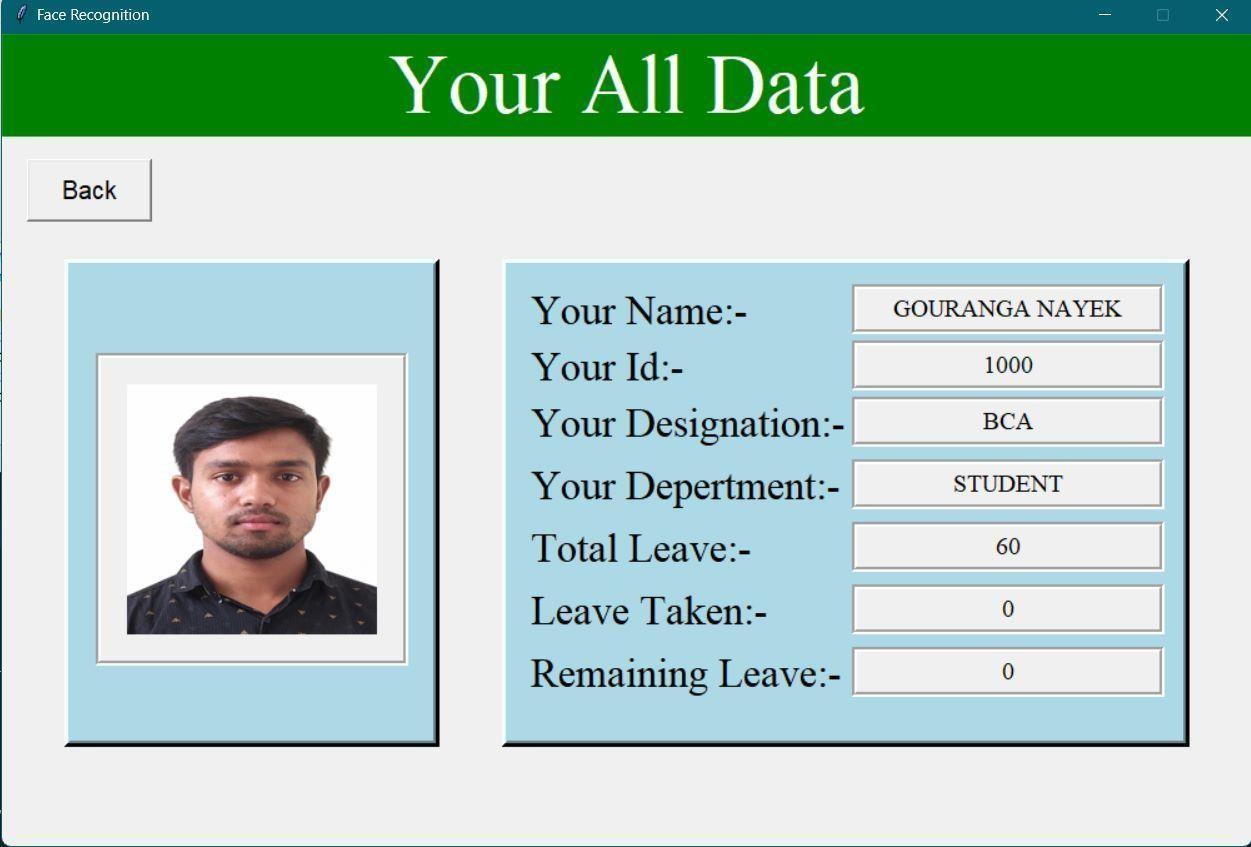 Face Recognition
Your All Data
Back
Your Name:- GOURANGA NAYEK
Your Id:- 1000
Your Designation:- BCA
Your Depertment:- STUDENT
Total Leave:- 60
Leave Taken:- 0
Remaining Leave:- 0